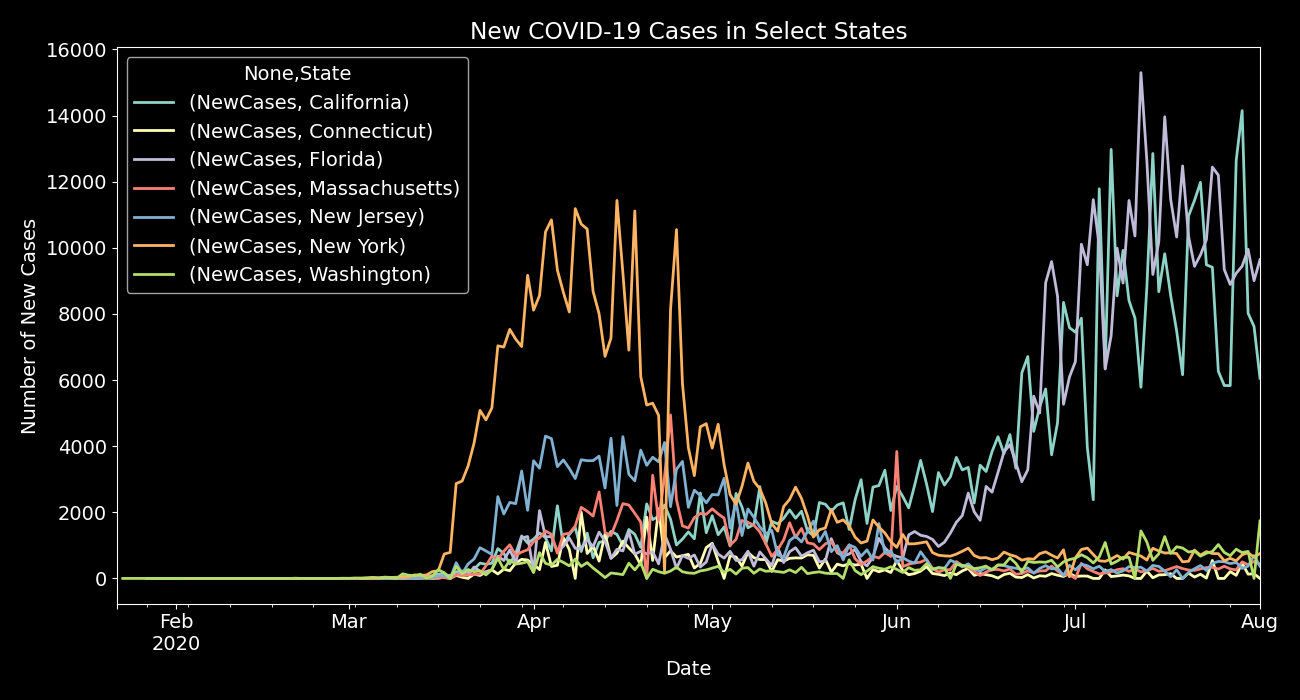 New COVID-19 Cases in Select States
16000
14000
12000
10000
8000
6000
4000
2000
0
Number of New Cases
None,State
(NewCases, California)
(NewCases, Connecticut)
(NewCases, Florida)
(NewCases, Massachusetts)
(NewCases, New Jersey)
(NewCases, New York)
(NewCases, Washington)
Feb Mar Apr May Jun Jul Aug
2020
Date